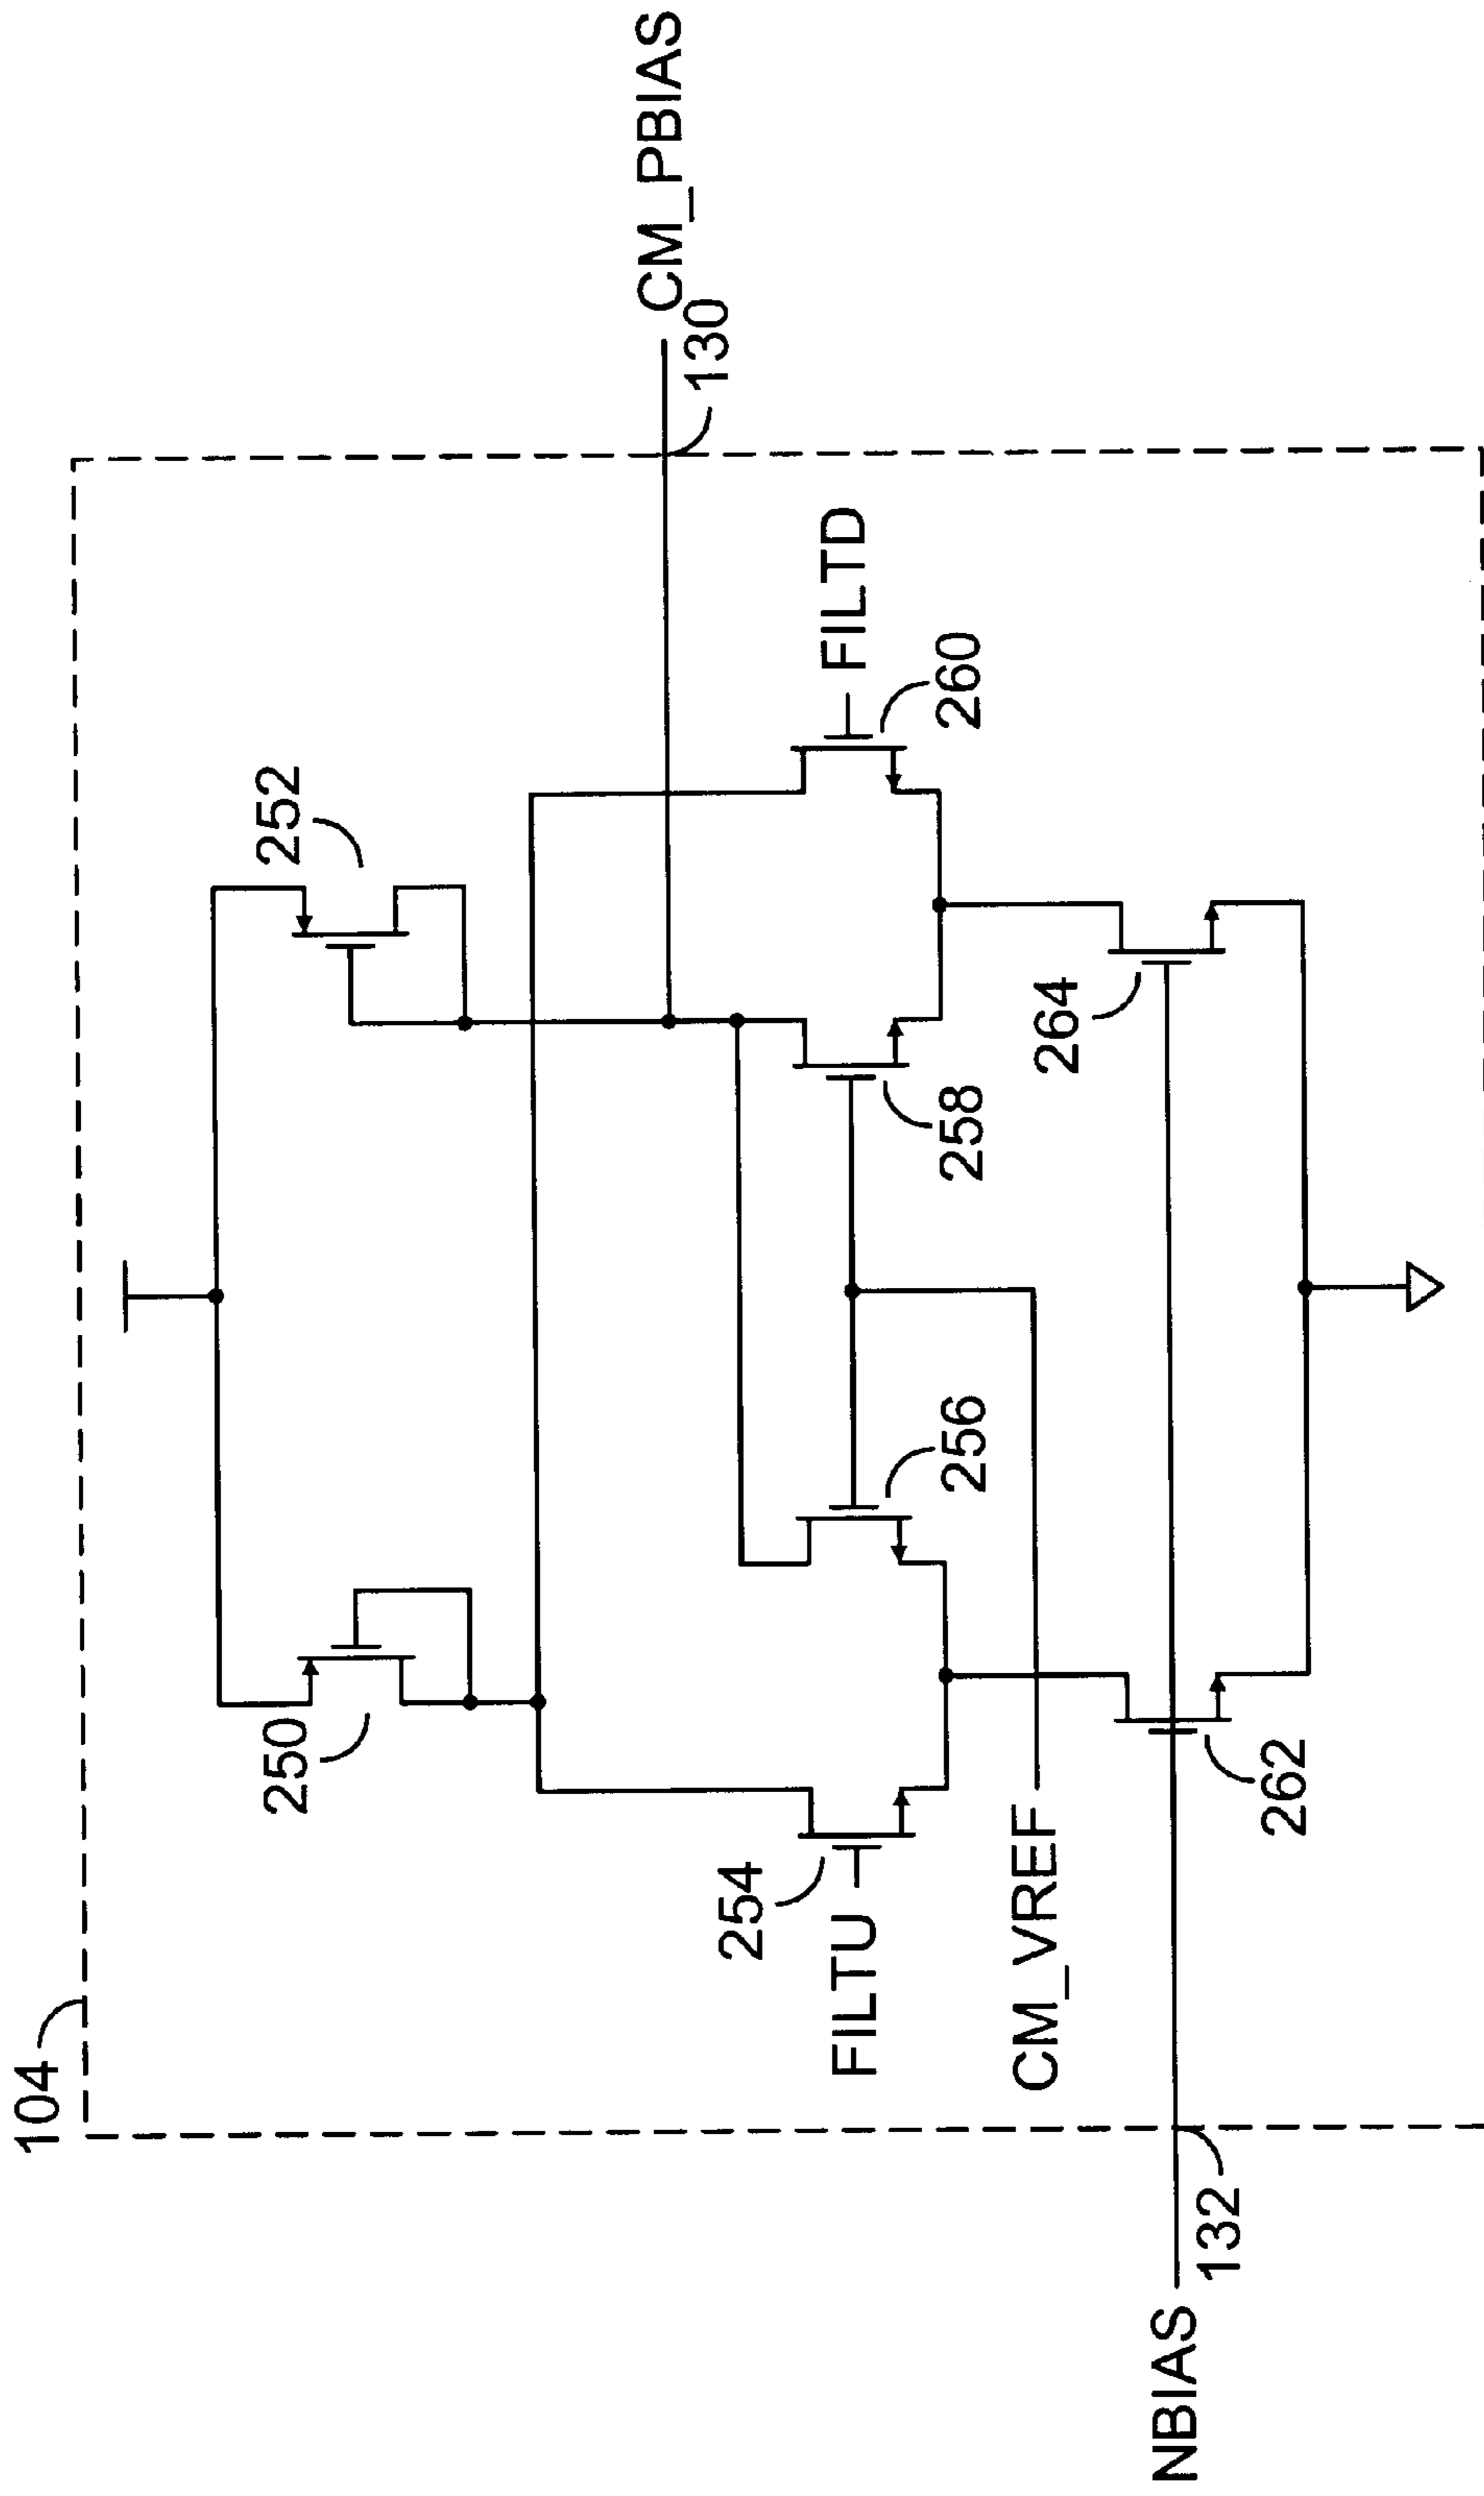 104
250
252
CM_PBIAS
130
254
FILTU
256
258
FILTD
260
CM_VREF
264
NBIAS
132
262